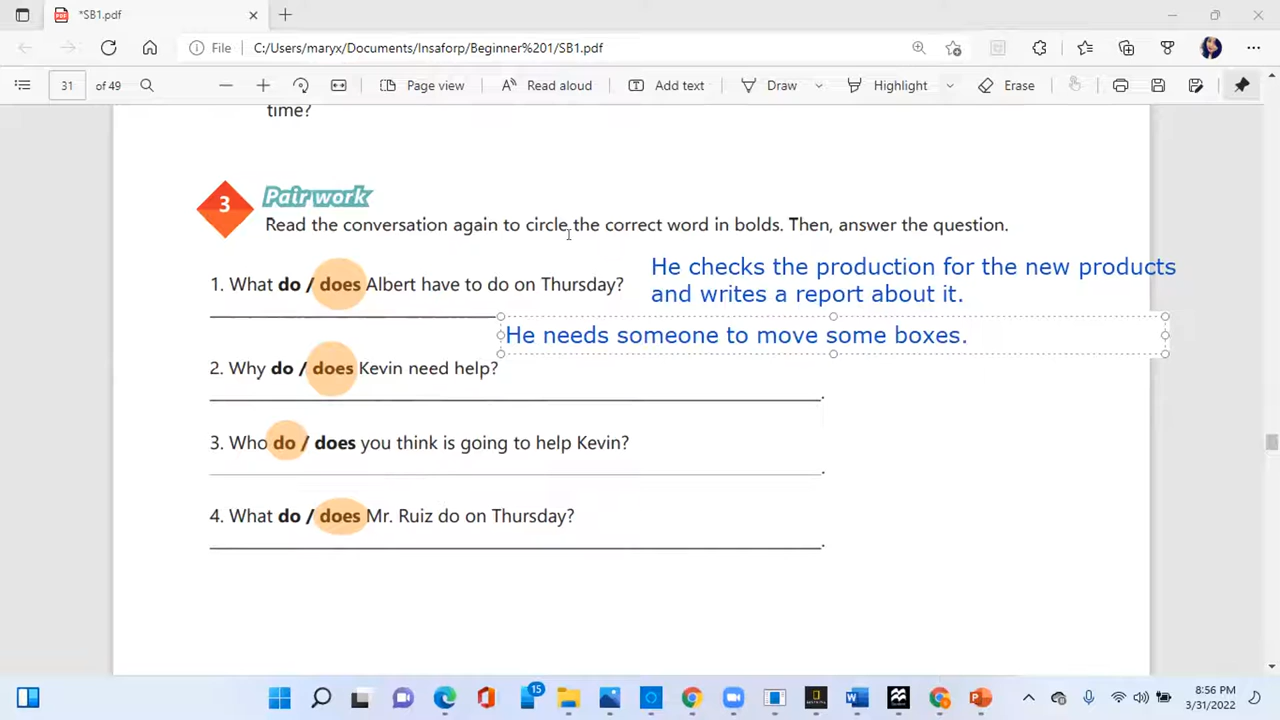 *SB1.pdf
File
C:/Users/maryx/Documents/Insaforp/Beginner%201/SB1.pdf
31 of 49
Page view
Read aloud
Add text
Draw
Highlight
Erase
time?
3
Pair work
Read the conversation again to circle the correct word in bolds. Then, answer the question.
He checks the production for the new products
and writes a report about it.
1. What do / does Albert have to do on Thursday?
He needs someone to move some boxes.
2. Why do / does Kevin need help?
3. Who do / does you think is going to help Kevin?
4. What do / does Mr. Ruiz do on Thursday?
15
8:56 PM
3/31/2022